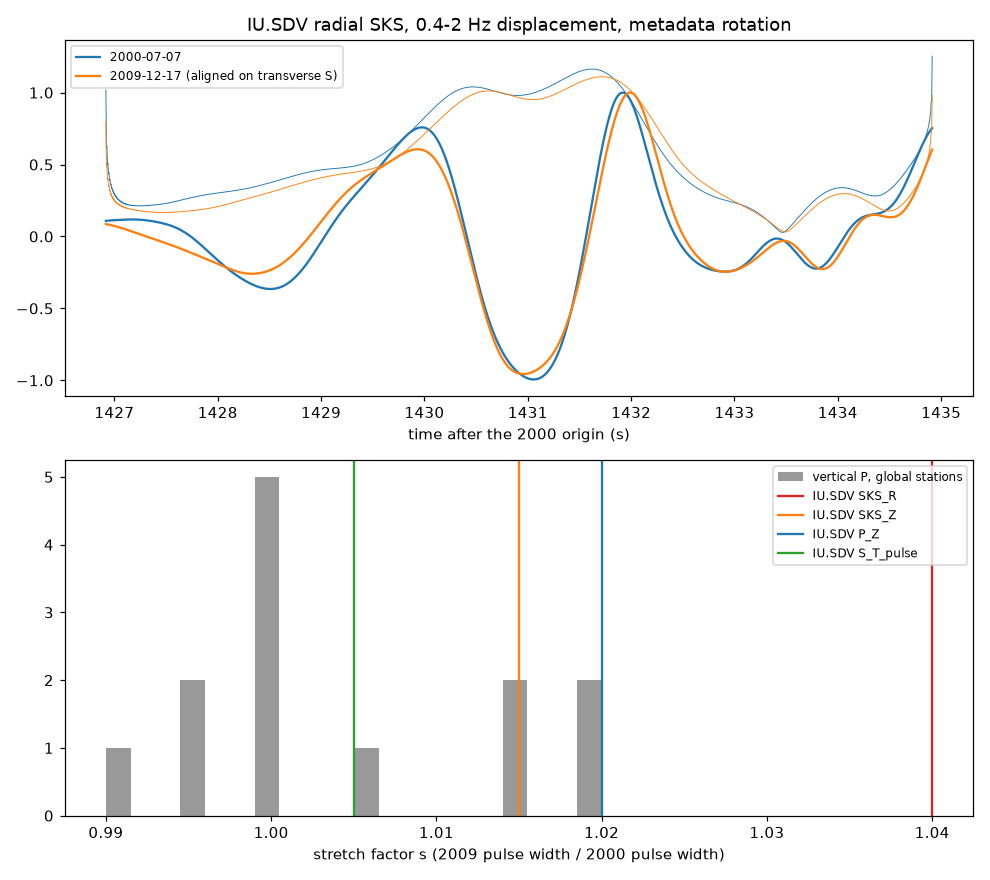 IU.SDV radial SKS, 0.4-2 Hz displacement, metadata rotation
2000-07-07
2009-12-17 (aligned on transverse S)
1.0
0.5
0.0
−0.5
−1.0
1427 1428 1429 1430 1431 1432 1433 1434 1435
time after the 2000 origin (s)
vertical P, global stations
IU.SDV SKS_R
IU.SDV SKS_Z
IU.SDV P_Z
IU.SDV S_T_pulse
5
4
3
2
1
0
0.99 1.00 1.01 1.02 1.03 1.04
stretch factor s (2009 pulse width / 2000 pulse width)